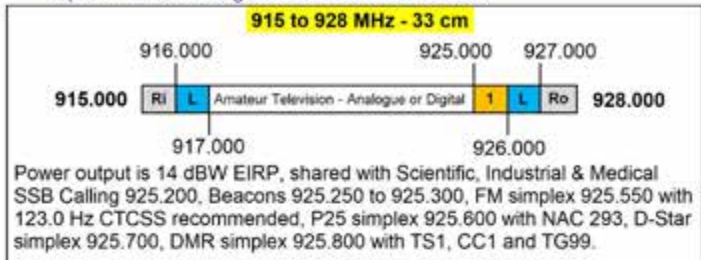 915 to 928 MHz - 33 cm
916.000 925.000 927.000
915.000 Ri L Amateur Television - Analogue or Digital 1 L Ro 928.000
917.000 926.000
Power output is 14 dBW EIRP, shared with Scientific, Industrial & Medical
SSB Calling 925.200, Beacons 925.250 to 925.300, FM simplex 925.550 with
123.0 Hz CTCSS recommended, P25 simplex 925.600 with NAC 293, D-Star
simplex 925.700, DMR simplex 925.800 with TS1, CC1 and TG99.